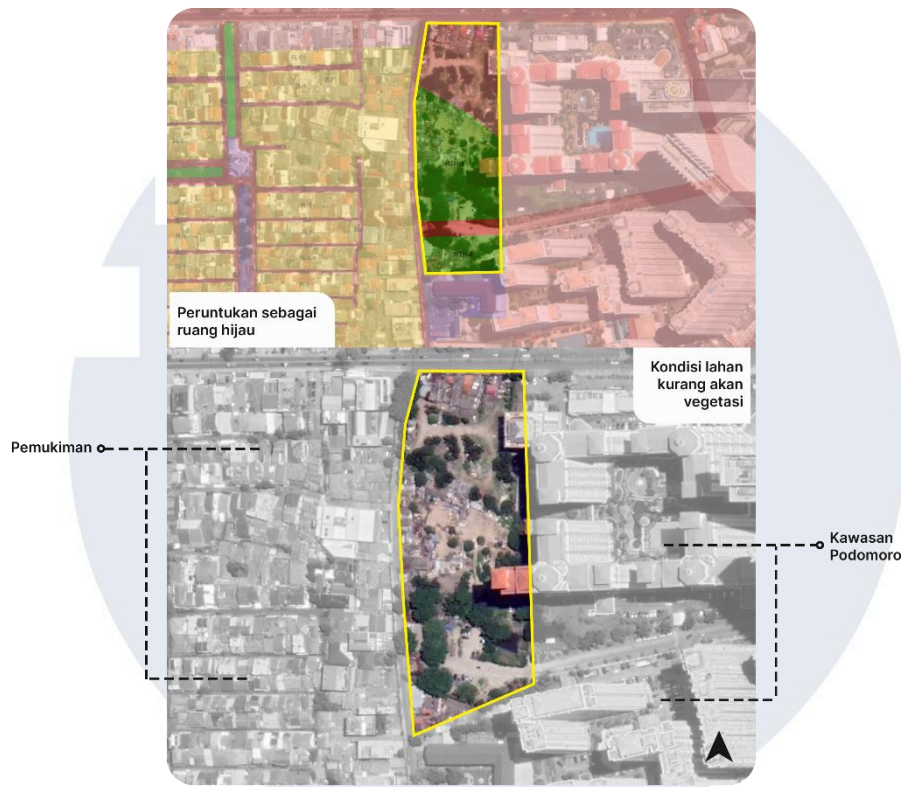 Peruntukan sebagai
ruang hijau
Kondisi lahan
kurang akan
vegetasi
Pemukiman
Kawasan
Podomoro